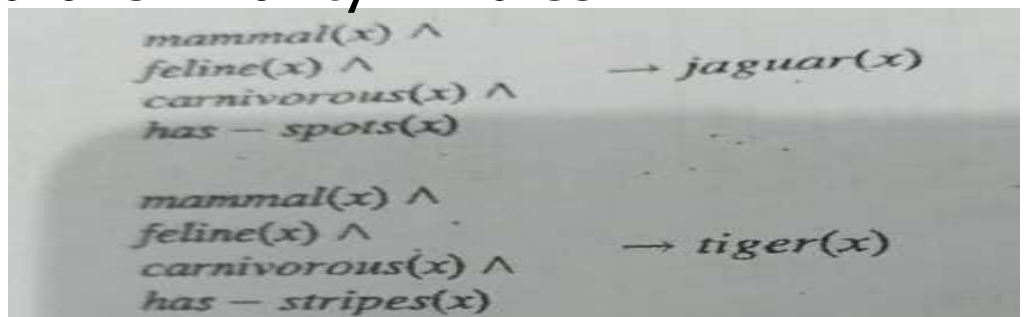 mammal(x) ∧
feline(x) ∧
→ jaguar(x)
carnivorous(x) ∧
has – spots(x)
mammal(x) ∧
feline(x) ∧
→ tiger(x)
carnivorous(x) ∧
has – stripes(x)